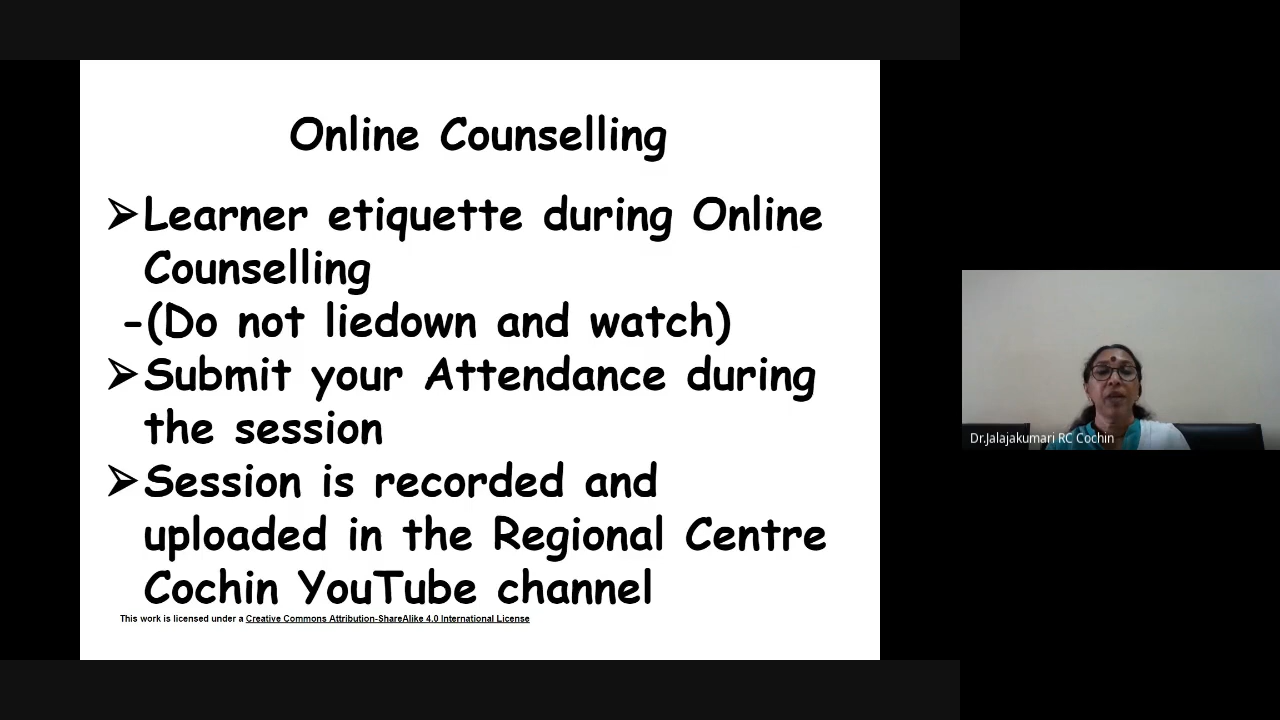 Online Counselling
➢Learner etiquette during Online
Counselling
-(Do not liedown and watch)
➢Submit your Attendance during
the session
➢Session is recorded and
uploaded in the Regional Centre
Cochin YouTube channel
This work is licensed under a Creative Commons Attribution-ShareAlike 4.0 International License
Dr.Jalajakumari RC Cochin